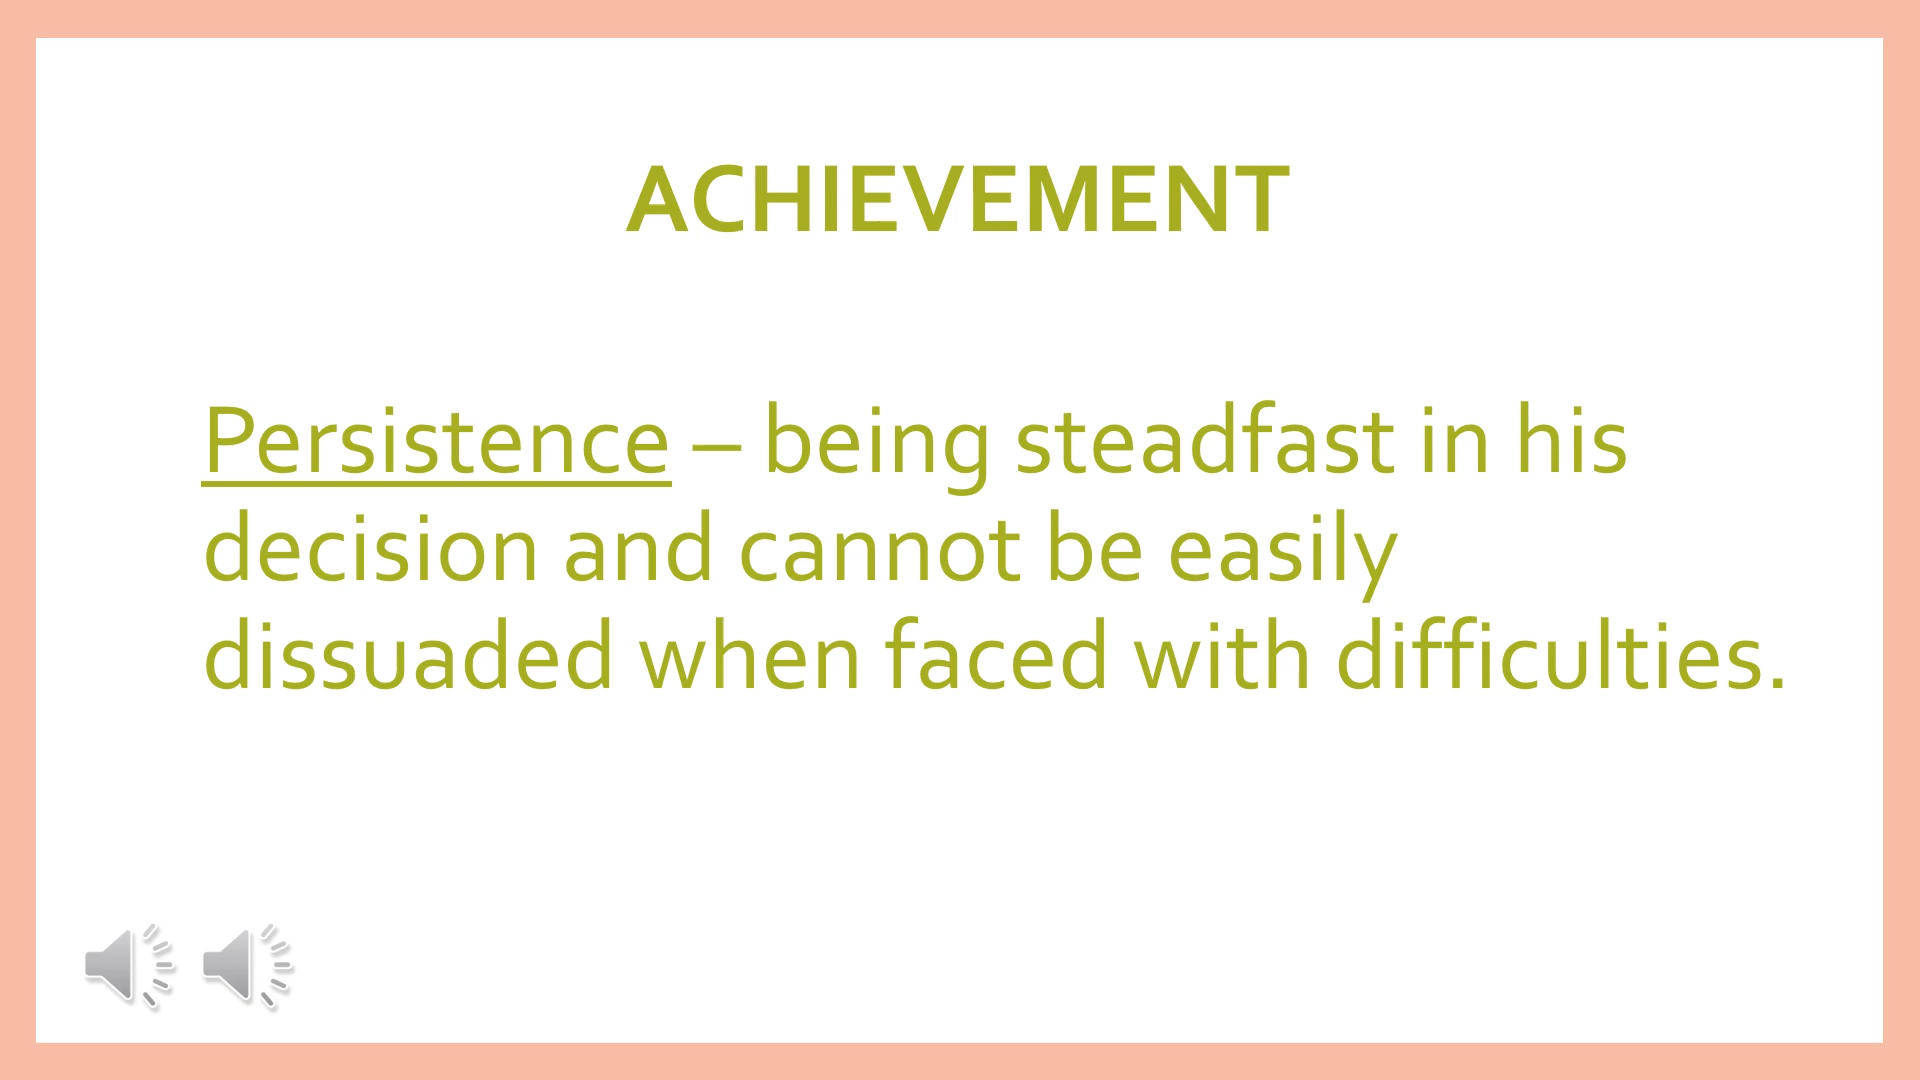 ACHIEVEMENT
Persistence – being steadfast in his
decision and cannot be easily
dissuaded when faced with difficulties.